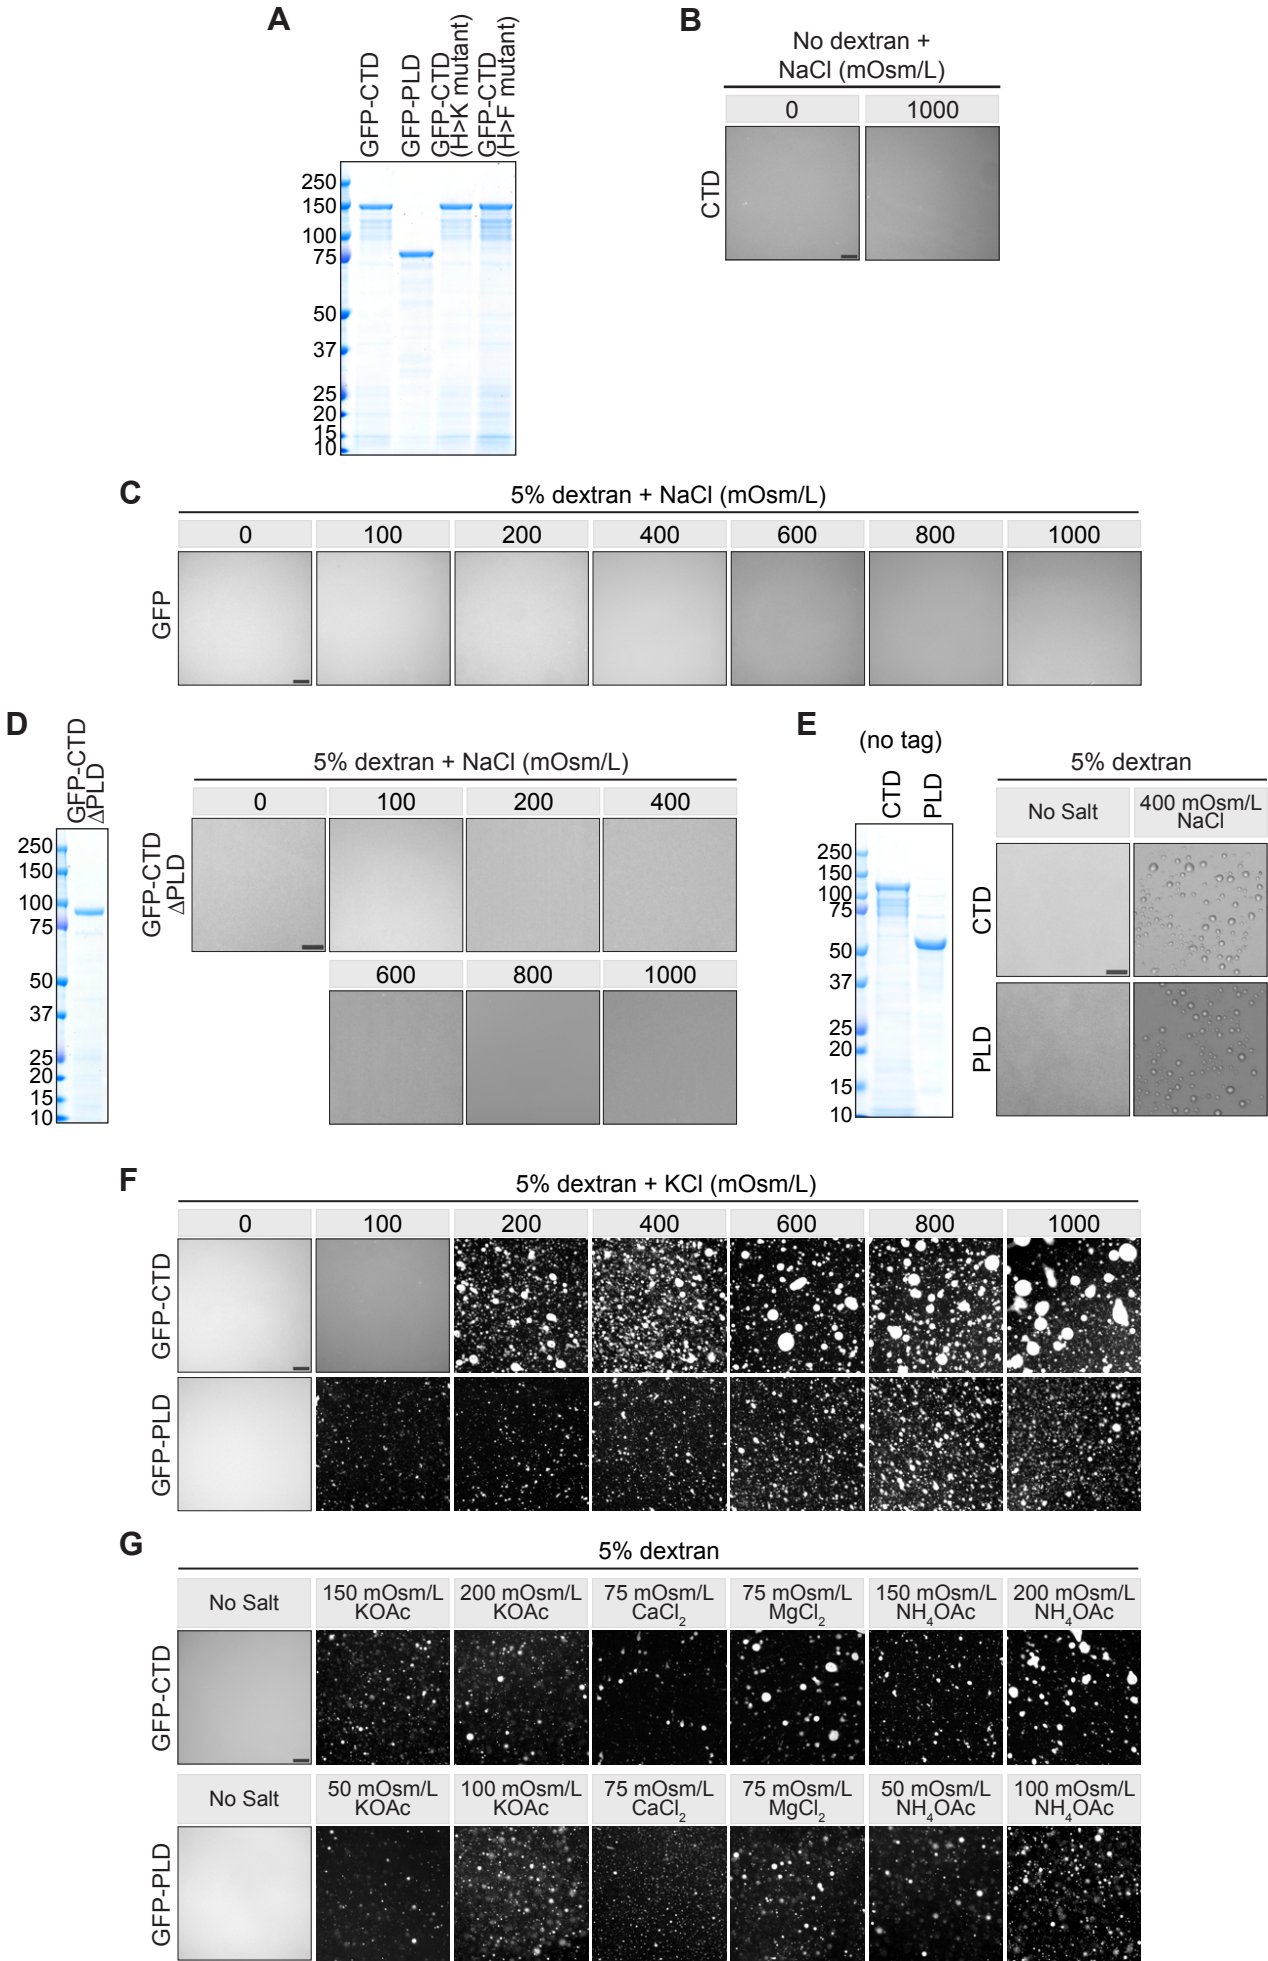 A
GFP-CTD
GFP-PLD
GFP-CTD
(H>K mutant)
GFP-CTD
(H>F mutant)
250
150
100
75
50
37
25
20
15
10
B
No dextran +
NaCl (mOsm/L)
0 1000
CTD
C
5% dextran + NaCl (mOsm/L)
0 100 200 400 600 800 1000
GFP
D
GFP-CTD
ΔPLD
250
150
100
75
50
37
25
20
15
10
5% dextran + NaCl (mOsm/L)
0 100 200 400
GFP-CTD
ΔPLD
600 800 1000
E
(no tag)
CTD
PLD
250
150
100
75
50
37
25
20
15
10
5% dextran
No Salt
400 mOsm/L
NaCl
CTD
PLD
F
5% dextran + KCl (mOsm/L)
0 100 200 400 600 800 1000
GFP-CTD
GFP-PLD
G
5% dextran
No Salt
150 mOsm/L
KOAc
200 mOsm/L
KOAc
75 mOsm/L
CaCl₂
75 mOsm/L
MgCl₂
150 mOsm/L
NH₄OAc
200 mOsm/L
NH₄OAc
GFP-CTD
No Salt
50 mOsm/L
KOAc
100 mOsm/L
KOAc
75 mOsm/L
CaCl₂
75 mOsm/L
MgCl₂
50 mOsm/L
NH₄OAc
100 mOsm/L
NH₄OAc
GFP-PLD